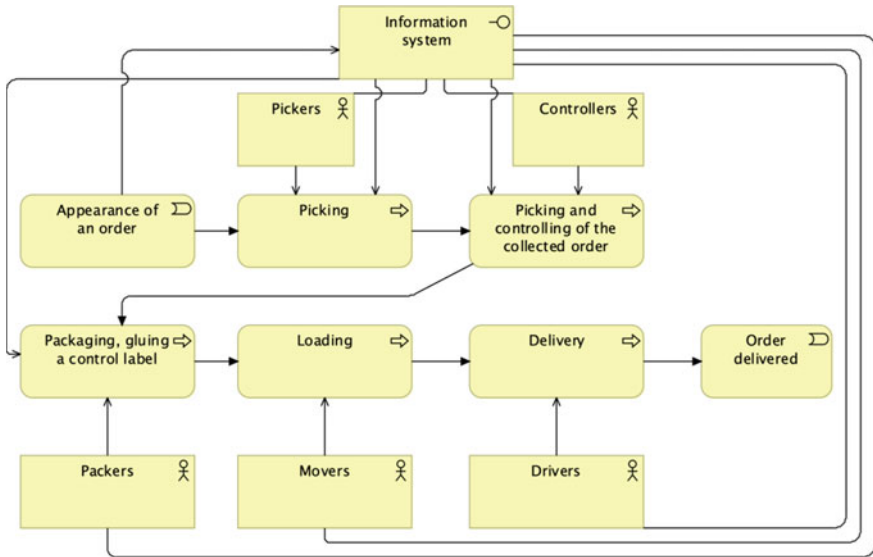 Information
system
Pickers
Controllers
Appearance of
an order
Picking
Picking and
controlling of the
collected order
Packaging, gluing
a control label
Loading
Delivery
Order
delivered
Packers
Movers
Drivers